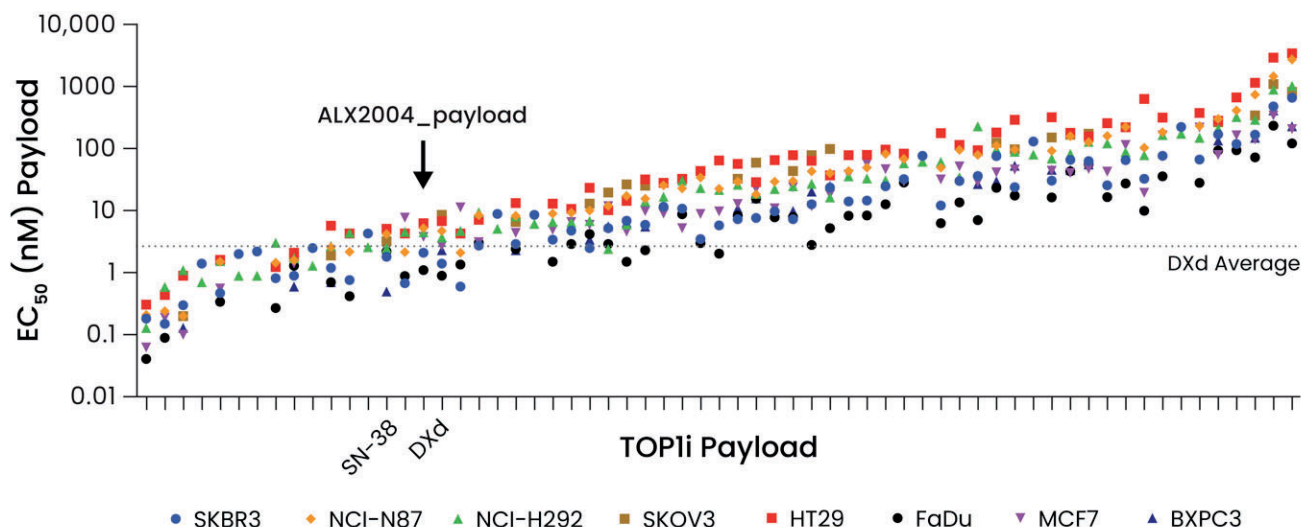 10,000
1000
100
10
1
0.1
0.01
EC50 (nM) Payload
ALX2004_payload
DXd Average
SN-38
DXd
TOP1i Payload
SKBR3 NCI-N87 NCI-H292 SKOV3 HT29 FaDu MCF7 BXPC3